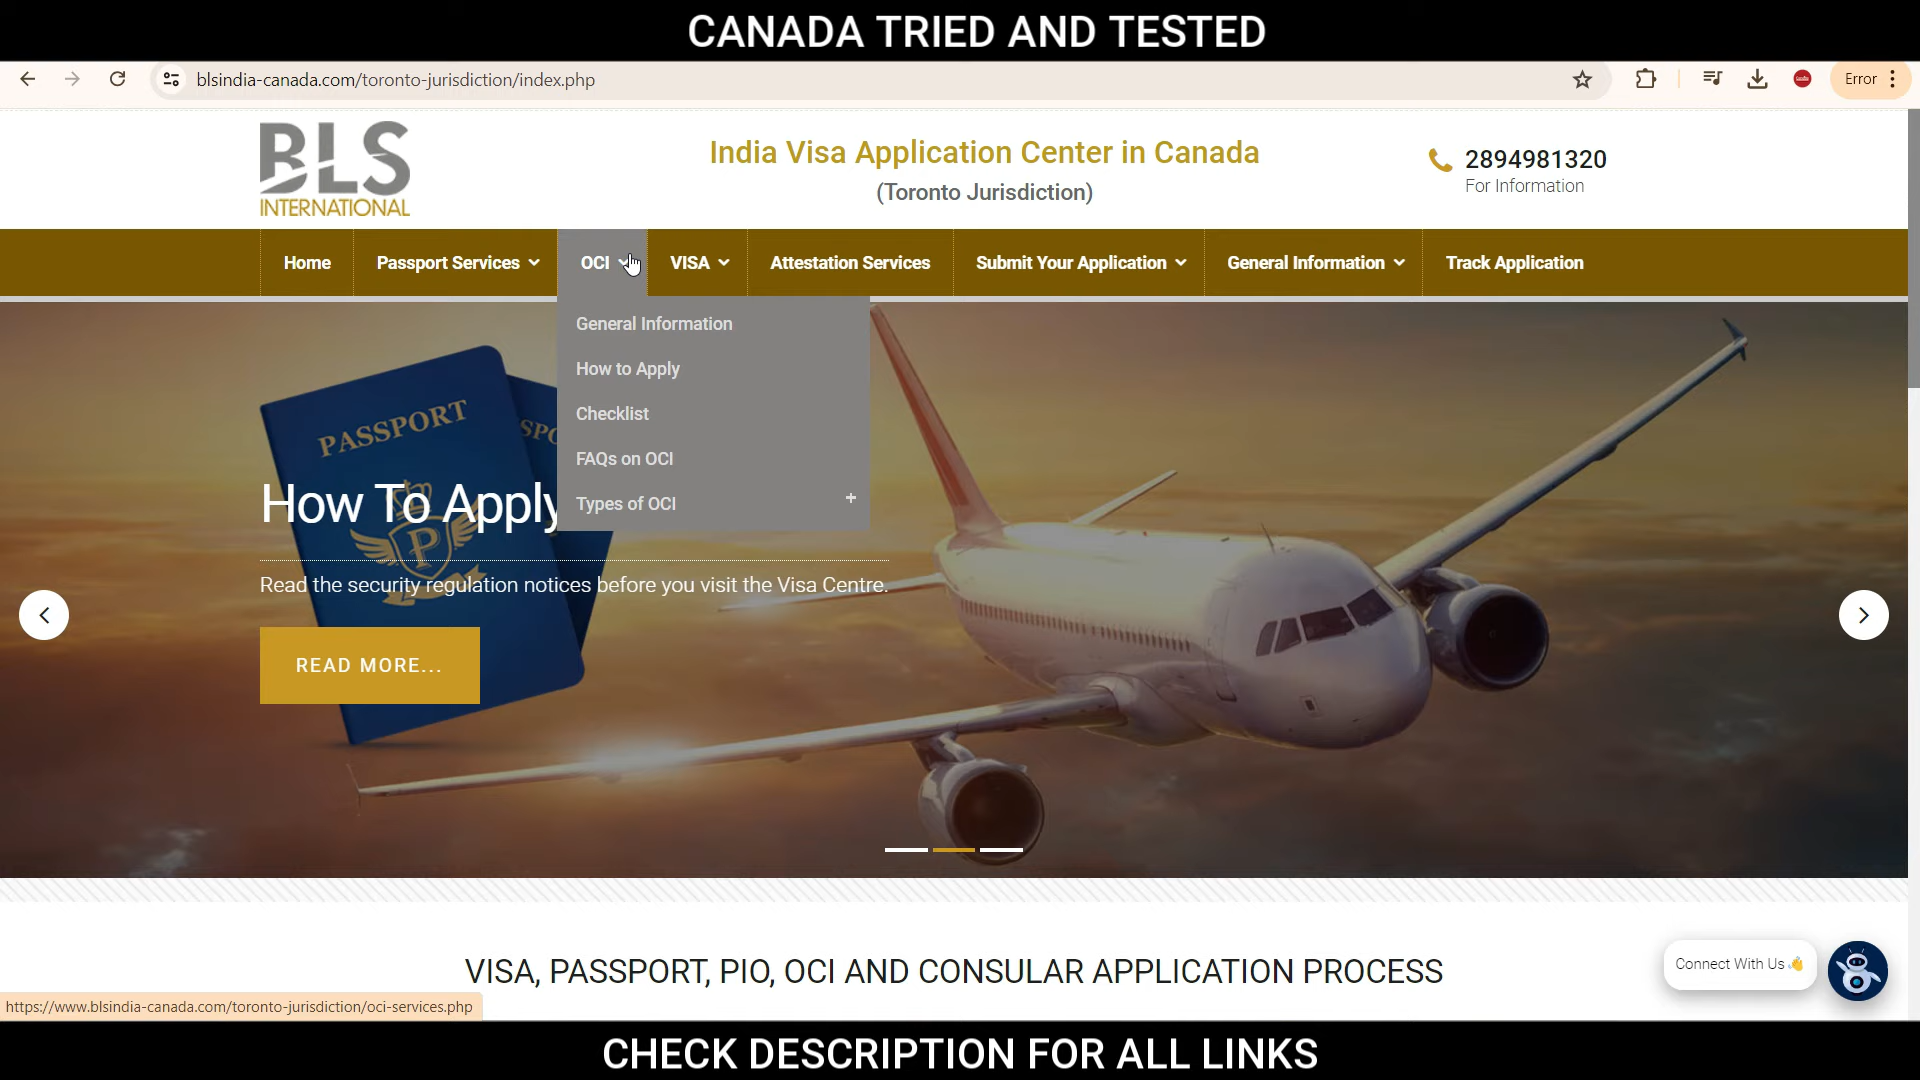 CANADA TRIED AND TESTED
blsindia-canada.com/toronto-jurisdiction/index.php
Error
BLS
INTERNATIONAL
India Visa Application Center in Canada
(Toronto Jurisdiction)
2894981320
For Information
Home
Passport Services
OCI
VISA
Attestation Services
Submit Your Application
General Information
Track Application
General Information
How to Apply
Checklist
FAQs on OCI
Types of OCI +
PASSPORT
How To Apply
Read the security regulation notices before you visit the Visa Centre.
READ MORE...
VISA, PASSPORT, PIO, OCI AND CONSULAR APPLICATION PROCESS
Connect With Us 👋
https://www.blsindia-canada.com/toronto-jurisdiction/oci-services.php
CHECK DESCRIPTION FOR ALL LINKS